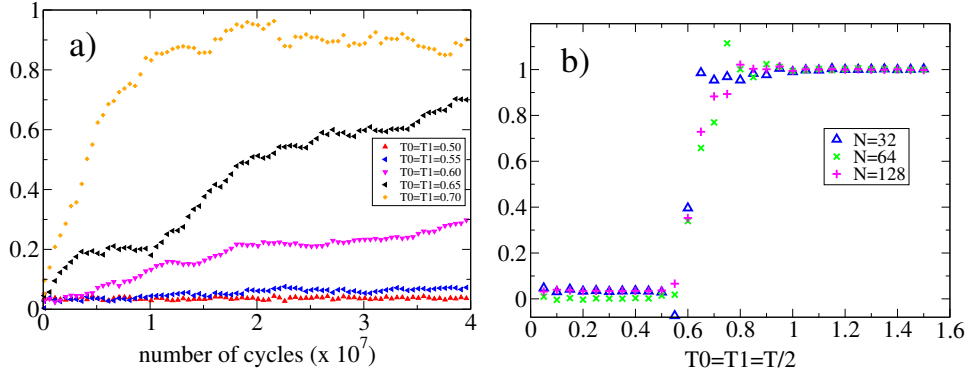 a)
1
0.8
0.6
0.4
0.2
0
0 1 2 3 4
number of cycles (x 10^7)
T0=T1=0.50
T0=T1=0.55
T0=T1=0.60
T0=T1=0.65
T0=T1=0.70
b)
1
0.8
0.6
0.4
0.2
0
0 0.2 0.4 0.6 0.8 1 1.2 1.4 1.6
T0=T1=T/2
N=32
N=64
N=128